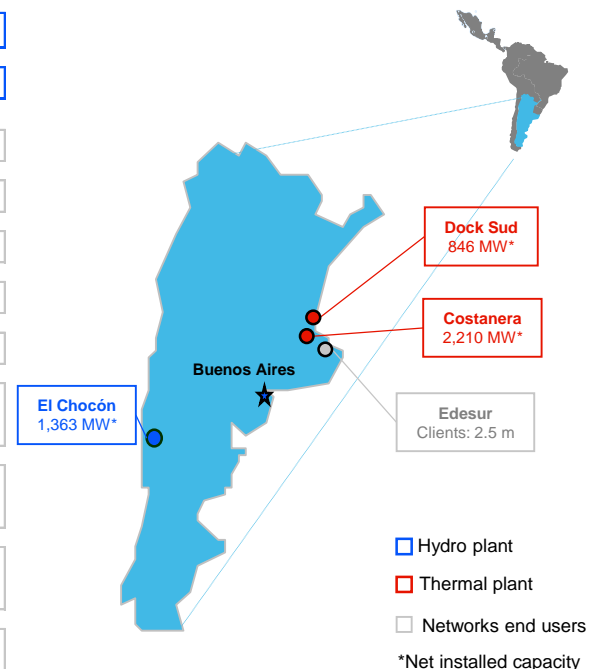 Dock Sud
846 MW*
Costanera
2,210 MW*
Buenos Aires
El Chocón
1,363 MW*
Edesur
Clients: 2.5 m
Hydro plant
Thermal plant
Networks end users
*Net installed capacity